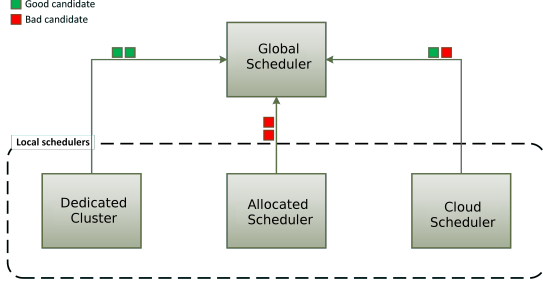 Good candidate
Bad candidate
Global
Scheduler
Local schedulers
Dedicated
Cluster
Allocated
Scheduler
Cloud
Scheduler